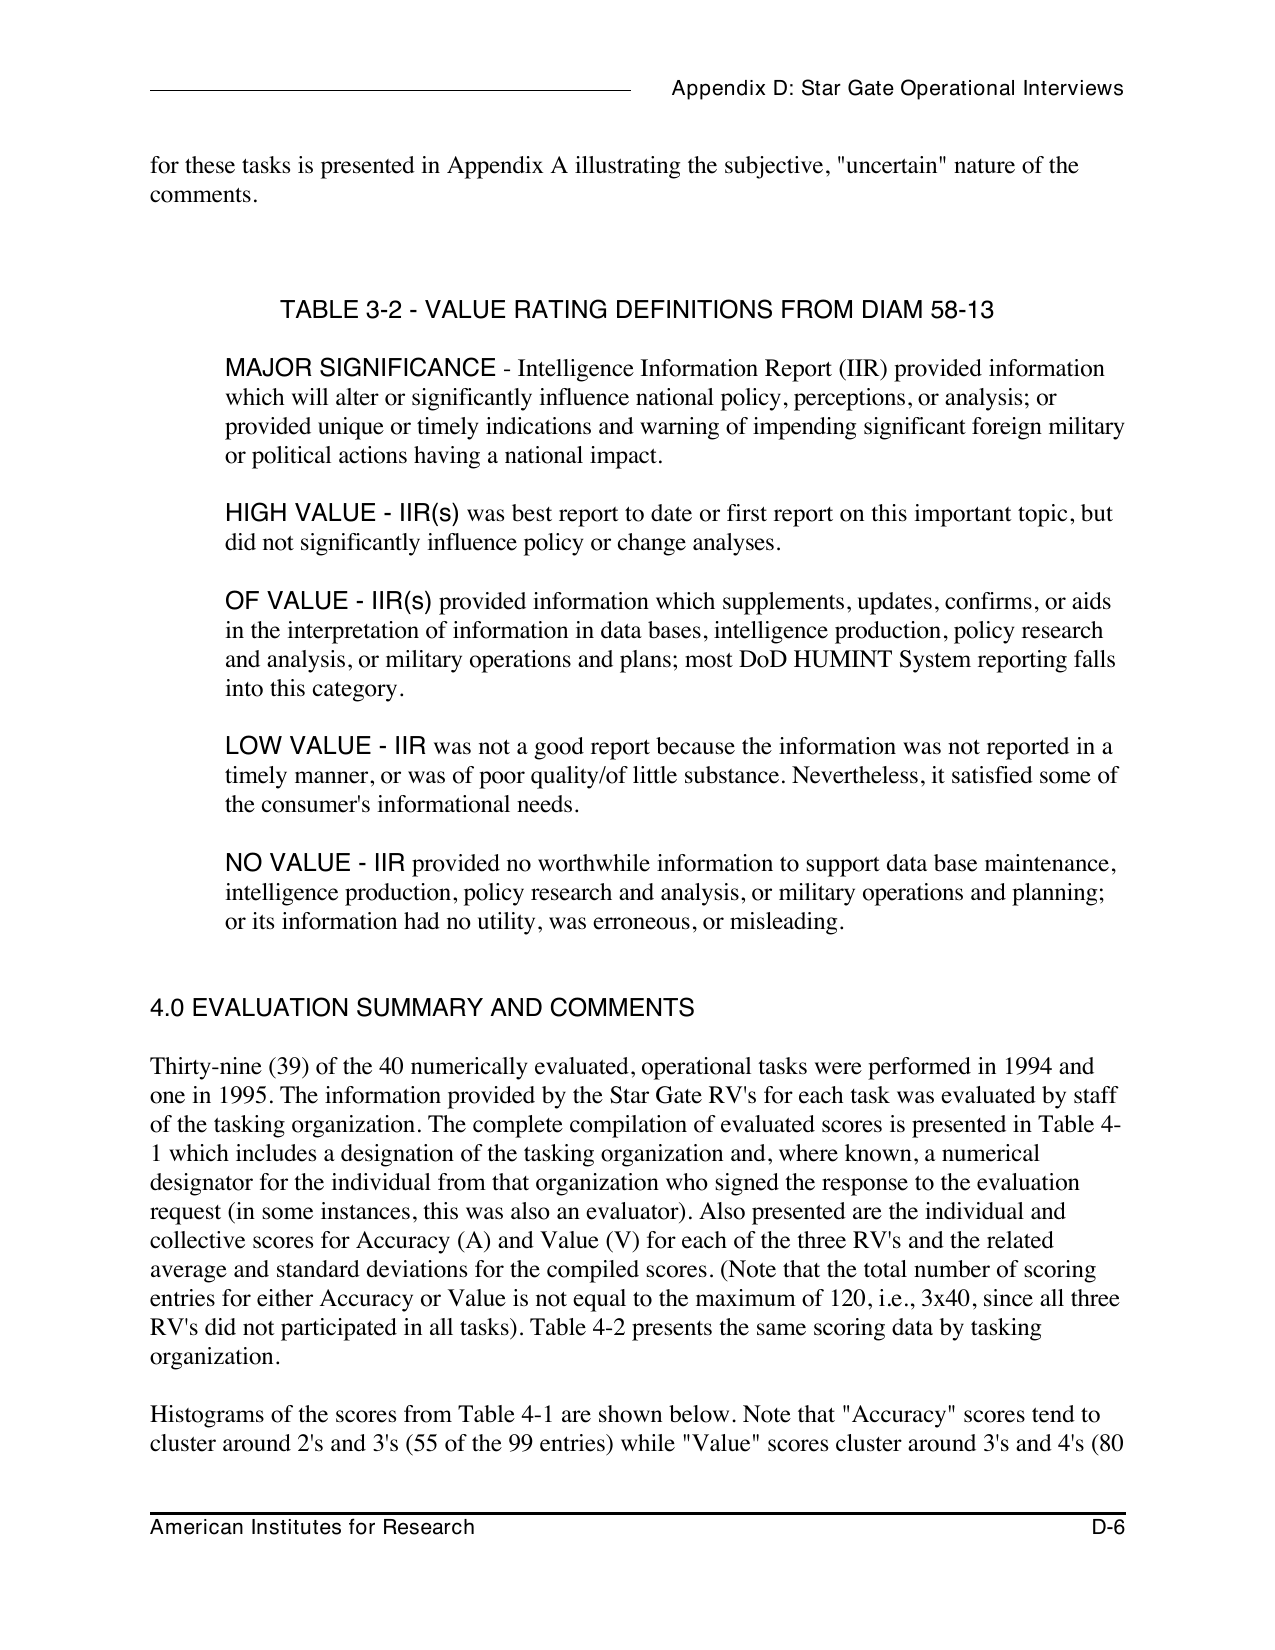 Appendix D: Star Gate Operational Interviews
for these tasks is presented in Appendix A illustrating the subjective, "uncertain" nature of the
comments.
TABLE 3-2 - VALUE RATING DEFINITIONS FROM DIAM 58-13
MAJOR SIGNIFICANCE - Intelligence Information Report (IIR) provided information
which will alter or significantly influence national policy, perceptions, or analysis; or
provided unique or timely indications and warning of impending significant foreign military
or political actions having a national impact.
HIGH VALUE - IIR(s) was best report to date or first report on this important topic, but
did not significantly influence policy or change analyses.
OF VALUE - IIR(s) provided information which supplements, updates, confirms, or aids
in the interpretation of information in data bases, intelligence production, policy research
and analysis, or military operations and plans; most DoD HUMINT System reporting falls
into this category.
LOW VALUE - IIR was not a good report because the information was not reported in a
timely manner, or was of poor quality/of little substance. Nevertheless, it satisfied some of
the consumer's informational needs.
NO VALUE - IIR provided no worthwhile information to support data base maintenance,
intelligence production, policy research and analysis, or military operations and planning;
or its information had no utility, was erroneous, or misleading.
4.0 EVALUATION SUMMARY AND COMMENTS
Thirty-nine (39) of the 40 numerically evaluated, operational tasks were performed in 1994 and
one in 1995. The information provided by the Star Gate RV's for each task was evaluated by staff
of the tasking organization. The complete compilation of evaluated scores is presented in Table 4-
1 which includes a designation of the tasking organization and, where known, a numerical
designator for the individual from that organization who signed the response to the evaluation
request (in some instances, this was also an evaluator). Also presented are the individual and
collective scores for Accuracy (A) and Value (V) for each of the three RV's and the related
average and standard deviations for the compiled scores. (Note that the total number of scoring
entries for either Accuracy or Value is not equal to the maximum of 120, i.e., 3x40, since all three
RV's did not participated in all tasks). Table 4-2 presents the same scoring data by tasking
organization.
Histograms of the scores from Table 4-1 are shown below. Note that "Accuracy" scores tend to
cluster around 2's and 3's (55 of the 99 entries) while "Value" scores cluster around 3's and 4's (80
American Institutes for Research
D-6